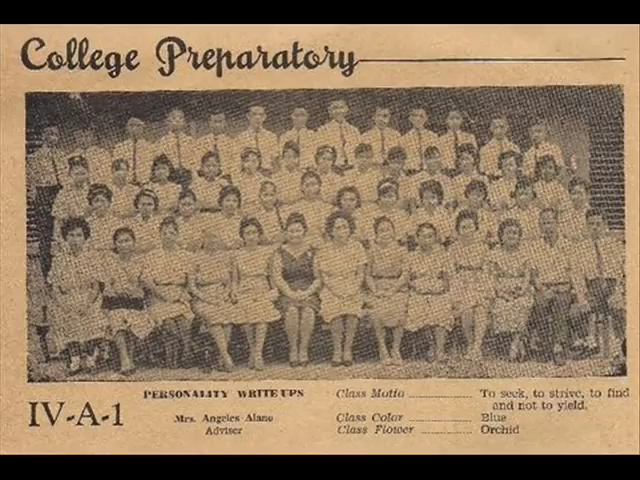 College Preparatory
IV-A-1
PERSONALITY WRITE UPS
Mrs. Angeles Alano
Adviser
Class Motto .......... To seek, to strive, to find
and not to yield.
Class Color .......... Blue
Class Flower .......... Orchid